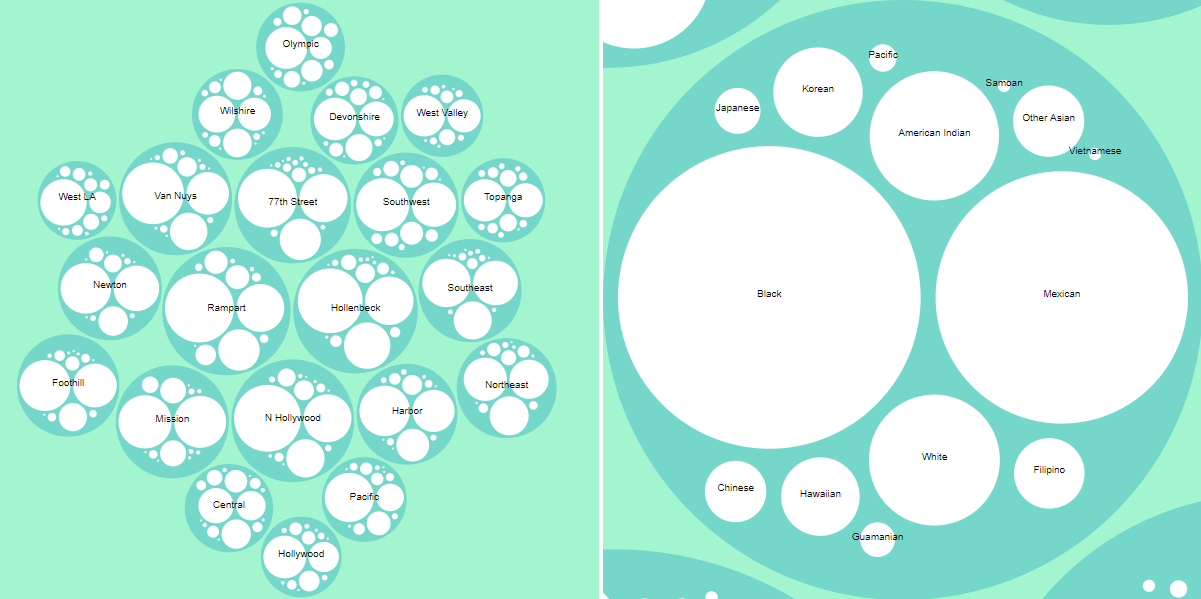 Olympic
Wilshire
Devonshire
West Valley
West LA
Van Nuys
77th Street
Southwest
Topanga
Newton
Rampart
Hollenbeck
Southeast
Foothill
Mission
N Hollywood
Harbor
Northeast
Central
Pacific
Hollywood
Pacific
Korean
Samoan
Japanese
American Indian
Other Asian
Vietnamese
Black
Mexican
White
Chinese
Hawaiian
Filipino
Guamanian